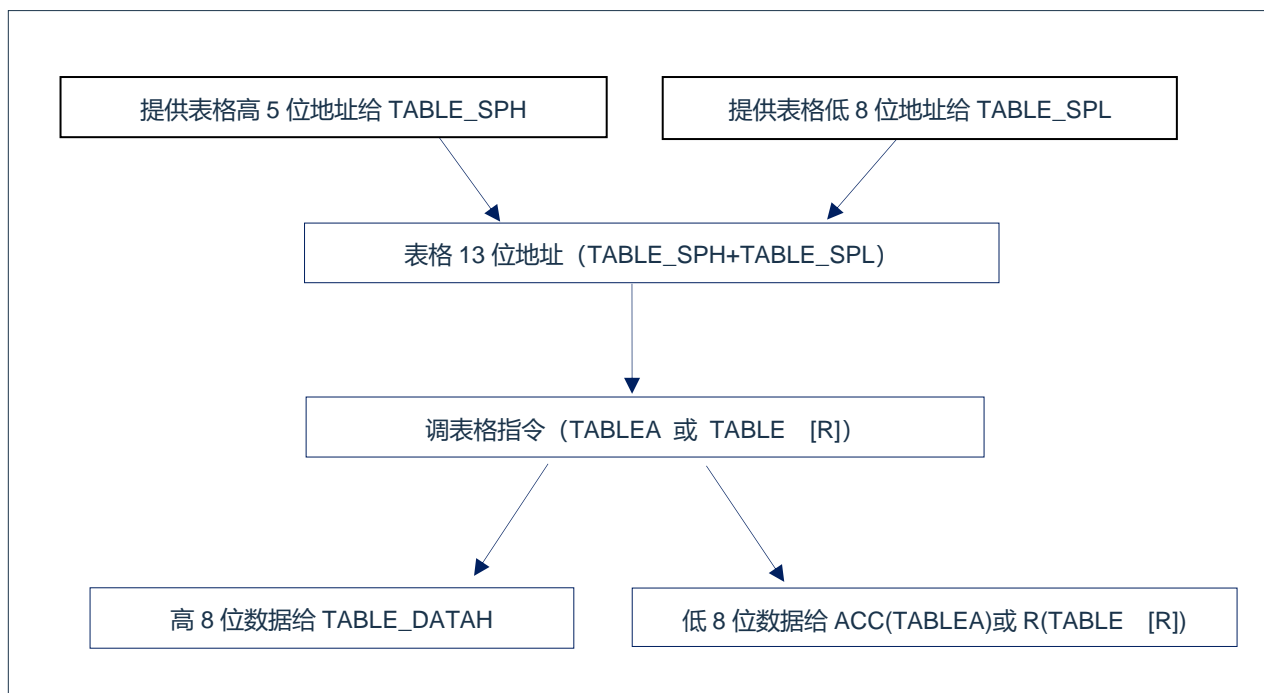 提供表格高 5 位地址给 TABLE_SPH
提供表格低 8 位地址给 TABLE_SPL
表格 13 位地址（TABLE_SPH+TABLE_SPL）
调表格指令（TABLEA 或 TABLE [R]）
高 8 位数据给 TABLE_DATAH
低 8 位数据给 ACC(TABLEA)或 R(TABLE [R])